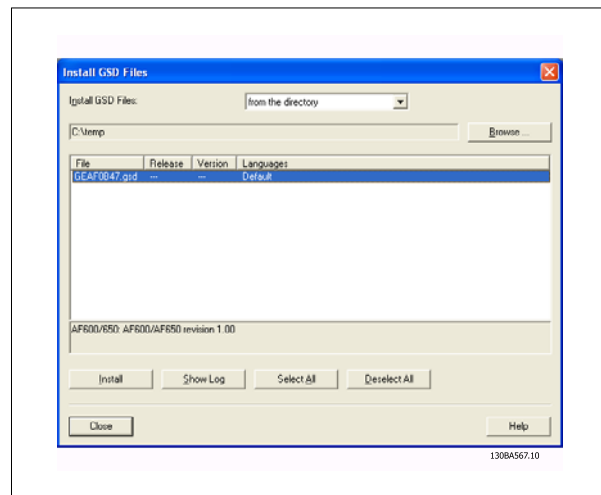 Install GSD Files
Install GSD Files:
from the directory
C:\temp
Browse ...
File Release Version Languages
GEAF0B47.gsd --- --- Default
AF600/650: AF600/AF650 revision 1.00
Install Show Log Select All Deselect All
Close Help
130BA567.10